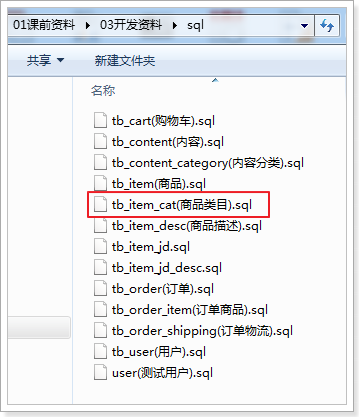 01课前资料 ▸ 03开发资料 ▸ sql
共享 新建文件夹
名称
tb_cart(购物车).sql
tb_content(内容).sql
tb_content_category(内容分类).sql
tb_item(商品).sql
tb_item_cat(商品类目).sql
tb_item_desc(商品描述).sql
tb_item_jd.sql
tb_item_jd_desc.sql
tb_order(订单).sql
tb_order_item(订单商品).sql
tb_order_shipping(订单物流).sql
tb_user(用户).sql
user(测试用户).sql